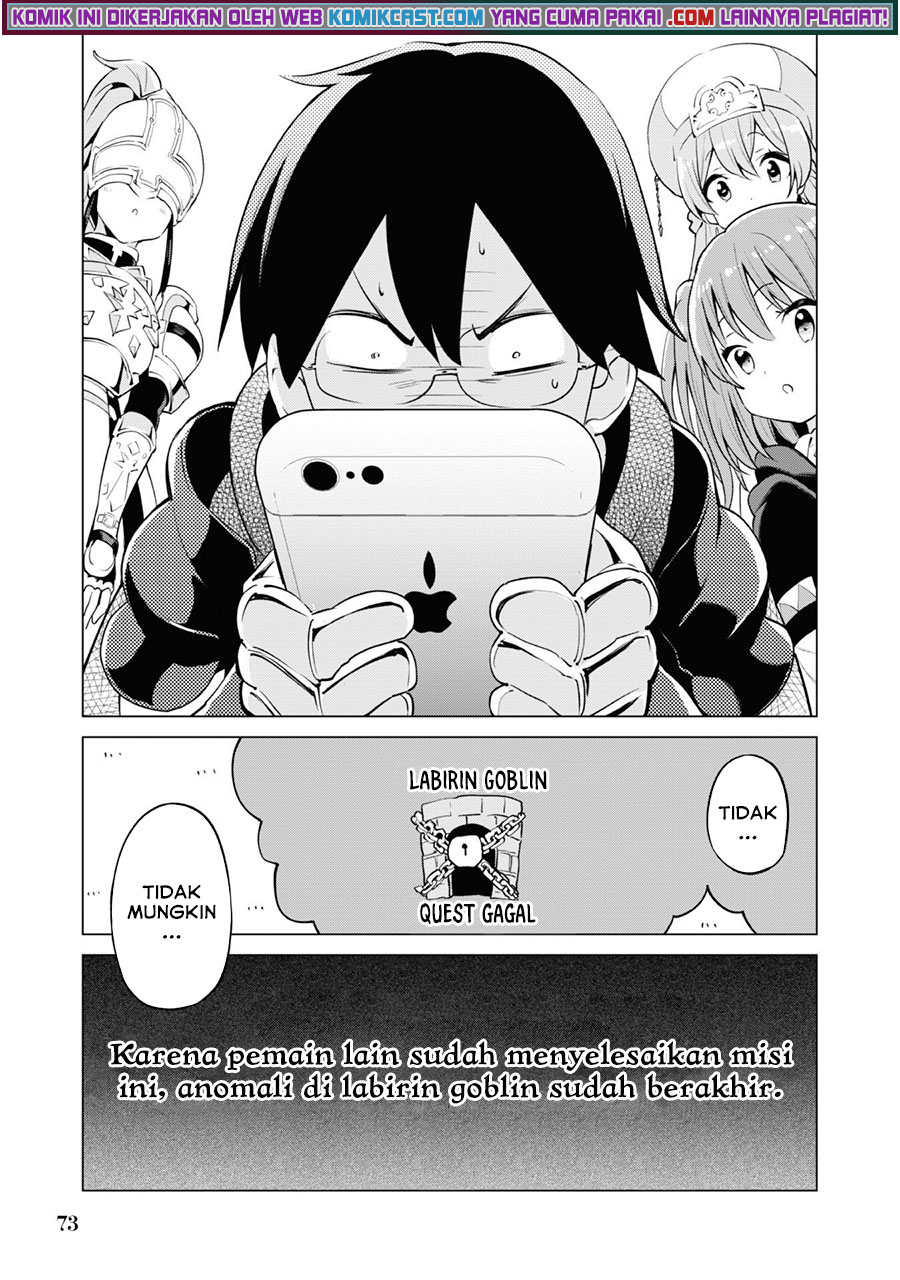 KOMIK INI DIKERJAKAN OLEH WEB KOMIKCAST.COM YANG CUMA PAKAI .COM LAINNYA PLAGIAT!
LABIRIN GOBLIN
QUEST GAGAL
TIDAK
...
TIDAK
MUNGKIN
...
Karena pemain lain sudah menyelesaikan misi
ini, anomali di labirin goblin sudah berakhir.
73